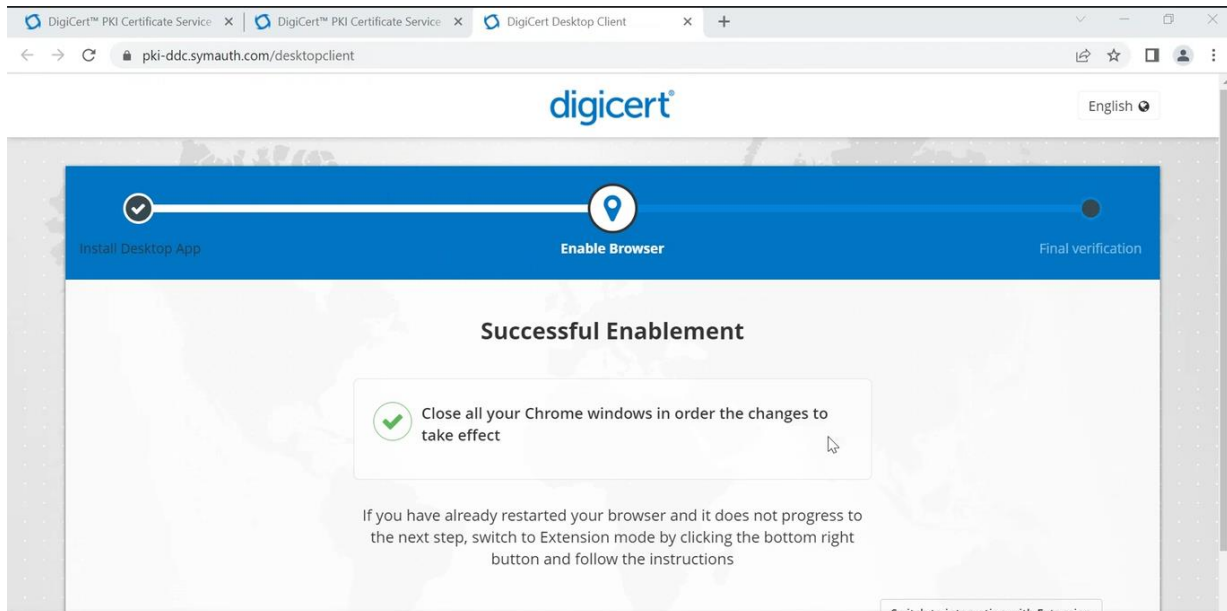 DigiCert™ PKI Certificate Service
DigiCert™ PKI Certificate Service
DigiCert Desktop Client
pki-ddc.symauth.com/desktopclient
digicert®
English
Install Desktop App
Enable Browser
Final verification
Successful Enablement
Close all your Chrome windows in order the changes to
take effect
If you have already restarted your browser and it does not progress to
the next step, switch to Extension mode by clicking the bottom right
button and follow the instructions